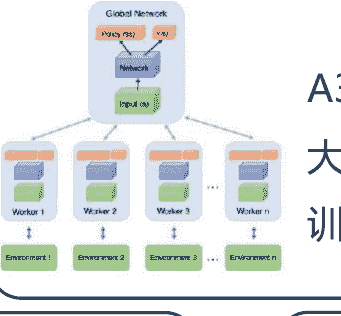 Global Network
Policy π(s) V(s)
Network
Input (s)
A3
大
训
Worker 1 Worker 2 Worker 3 ... Worker n
Environment 1 Environment 2 Environment 3 ... Environment n